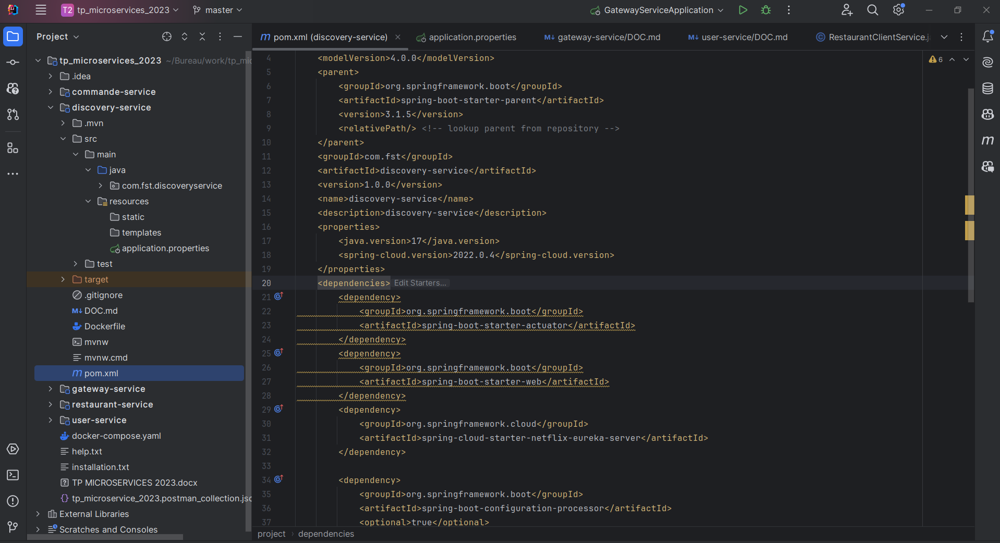 T2 tp_microservices_2023 master GatewayServiceApplication
Project
tp_microservices_2023 ~/Bureau/work/tp_mic
.idea
commande-service
discovery-service
.mvn
src
main
java
com.fst.discoveryservice
resources
static
templates
application.properties
test
target
.gitignore
M↓ DOC.md
Dockerfile
mvnw
mvnw.cmd
m pom.xml
gateway-service
restaurant-service
user-service
docker-compose.yaml
help.txt
installation.txt
TP MICROSERVICES 2023.docx
{} tp_microservice_2023.postman_collection.jsc
External Libraries
Scratches and Consoles
m pom.xml (discovery-service) application.properties M↓ gateway-service/DOC.md M↓ user-service/DOC.md C RestaurantClientService.j
6
4 <modelVersion>4.0.0</modelVersion>
5 <parent>
6 <groupId>org.springframework.boot</groupId>
7 <artifactId>spring-boot-starter-parent</artifactId>
8 <version>3.1.5</version>
9 <relativePath/> <!-- lookup parent from repository -->
10 </parent>
11 <groupId>com.fst</groupId>
12 <artifactId>discovery-service</artifactId>
13 <version>1.0.0</version>
14 <name>discovery-service</name>
15 <description>discovery-service</description>
16 <properties>
17 <java.version>17</java.version>
18 <spring-cloud.version>2022.0.4</spring-cloud.version>
19 </properties>
20 <dependencies> Edit Starters...
21 <dependency>
22 <groupId>org.springframework.boot</groupId>
23 <artifactId>spring-boot-starter-actuator</artifactId>
24 </dependency>
25 <dependency>
26 <groupId>org.springframework.boot</groupId>
27 <artifactId>spring-boot-starter-web</artifactId>
28 </dependency>
29 <dependency>
30 <groupId>org.springframework.cloud</groupId>
31 <artifactId>spring-cloud-starter-netflix-eureka-server</artifactId>
32 </dependency>
33
34 <dependency>
35 <groupId>org.springframework.boot</groupId>
36 <artifactId>spring-boot-configuration-processor</artifactId>
37 <optional>true</optional>
project › dependencies
m